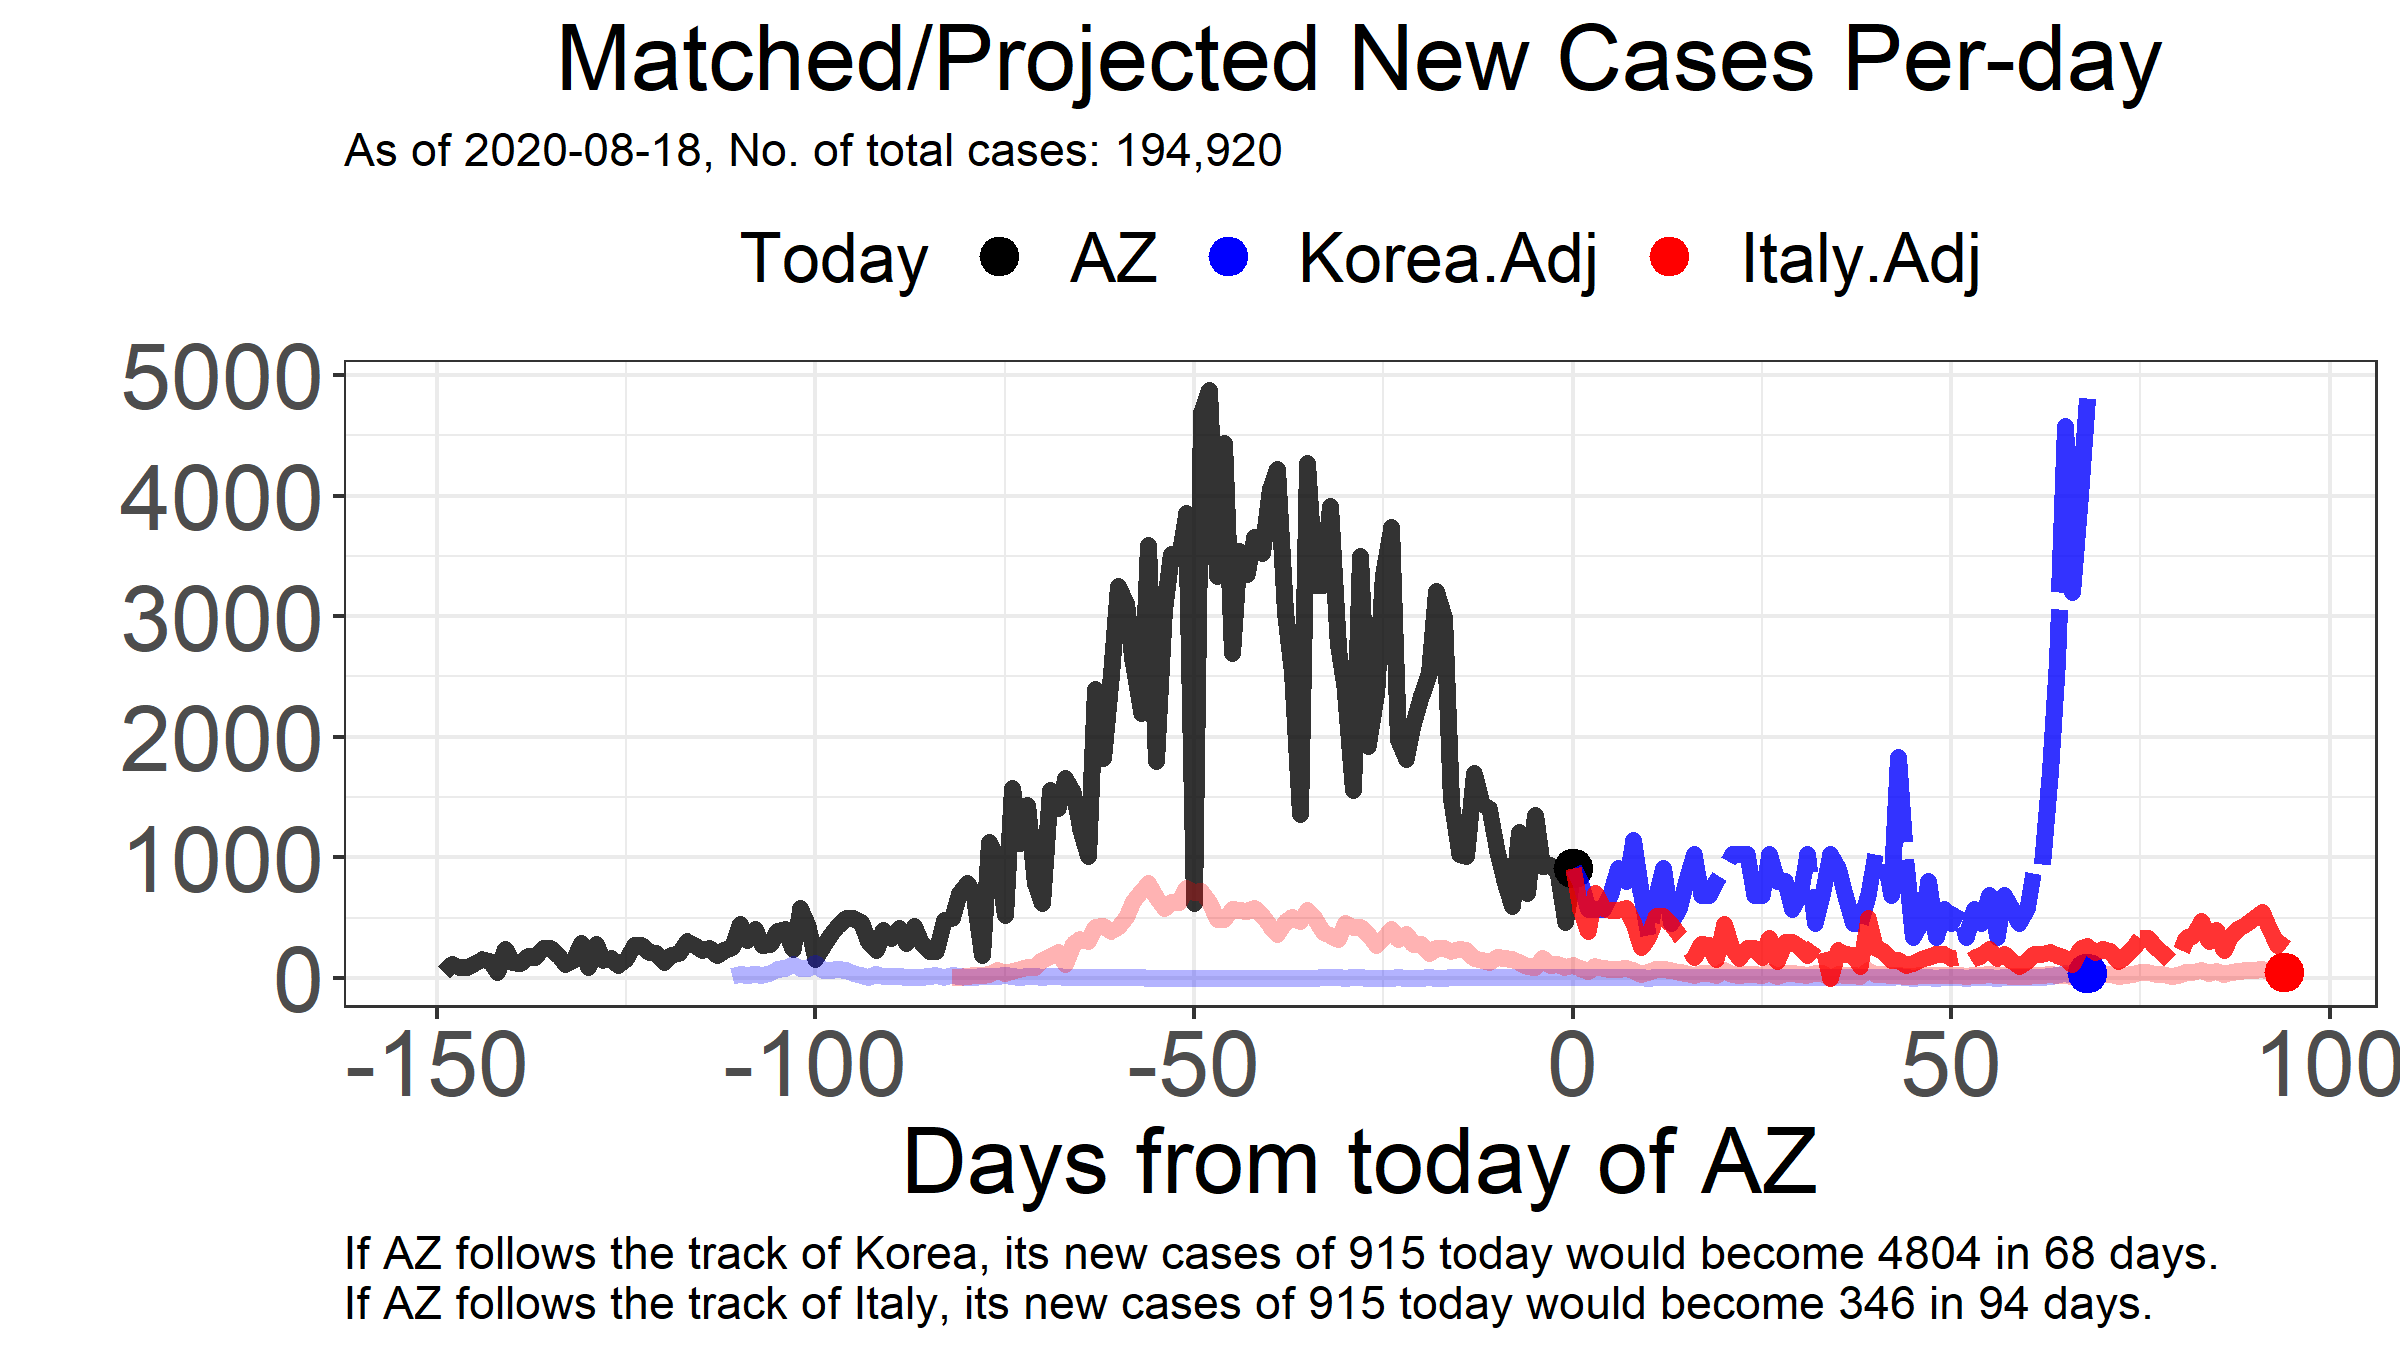 Matched/Projected New Cases Per-day
As of 2020-08-18, No. of total cases: 194,920
Today AZ Korea.Adj Italy.Adj
5000
4000
3000
2000
1000
0
-150 -100 -50 0 50 100
Days from today of AZ
If AZ follows the track of Korea, its new cases of 915 today would become 4804 in 68 days.
If AZ follows the track of Italy, its new cases of 915 today would become 346 in 94 days.